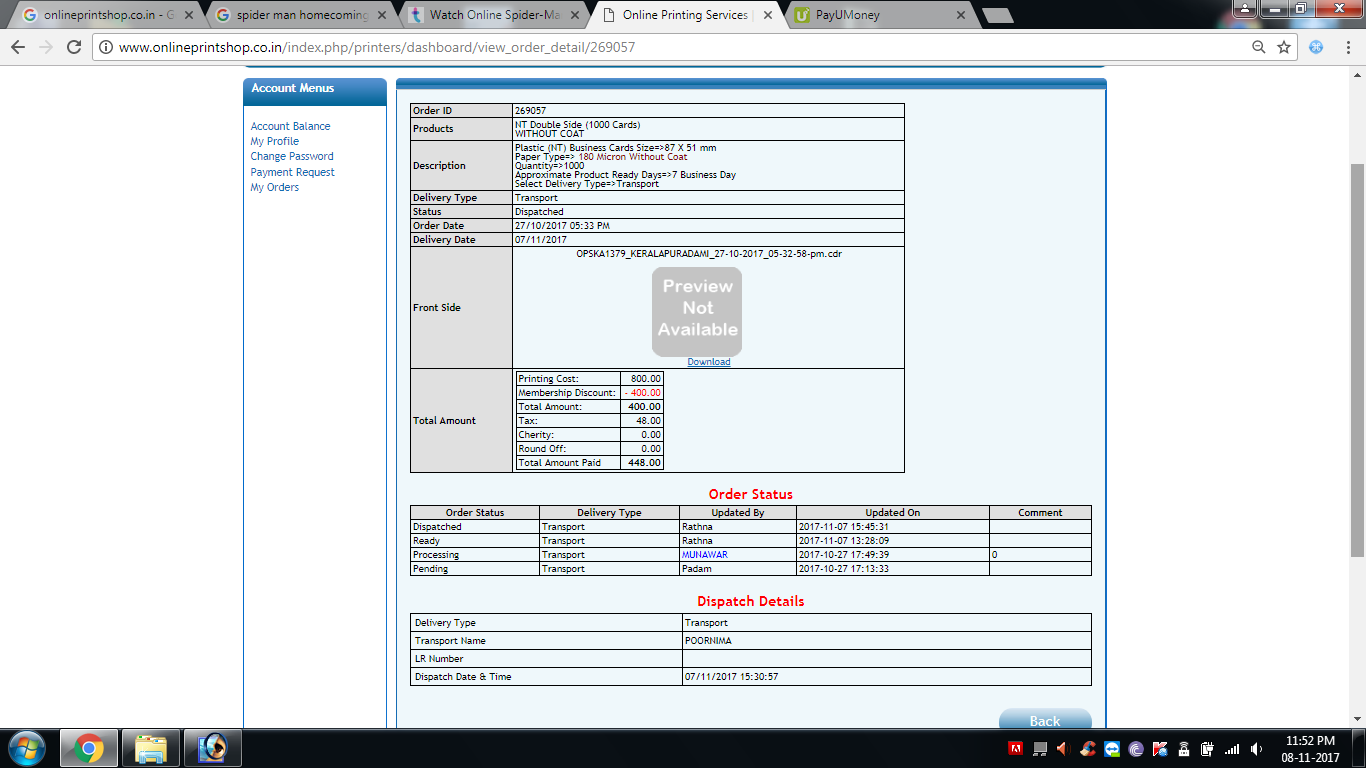 onlineprintshop.co.in - G
spider man homecoming
Watch Online Spider-Ma
Online Printing Services |
PayUMoney
www.onlineprintshop.co.in/index.php/printers/dashboard/view_order_detail/269057
Account Menus
Account Balance
My Profile
Change Password
Payment Request
My Orders
Order ID 269057
Products NT Double Side (1000 Cards)
WITHOUT COAT
Description Plastic (NT) Business Cards Size=>87 X 51 mm
Paper Type=> 180 Micron Without Coat
Quantity=>1000
Approximate Product Ready Days=>7 Business Day
Select Delivery Type=>Transport
Delivery Type Transport
Status Dispatched
Order Date 27/10/2017 05:33 PM
Delivery Date 07/11/2017
Front Side
OPSKA1379_KERALAPURADAMI_27-10-2017_05-32-58-pm.cdr
Preview
Not
Available
Download
Total Amount
Printing Cost: 800.00
Membership Discount: - 400.00
Total Amount: 400.00
Tax: 48.00
Cherity: 0.00
Round Off: 0.00
Total Amount Paid 448.00
Order Status
Order Status Delivery Type Updated By Updated On Comment
Dispatched Transport Rathna 2017-11-07 15:45:31
Ready Transport Rathna 2017-11-07 13:28:09
Processing Transport MUNAWAR 2017-10-27 17:49:39 0
Pending Transport Padam 2017-10-27 17:13:33
Dispatch Details
Delivery Type Transport
Transport Name POORNIMA
LR Number
Dispatch Date & Time 07/11/2017 15:30:57
Back
11:52 PM
08-11-2017